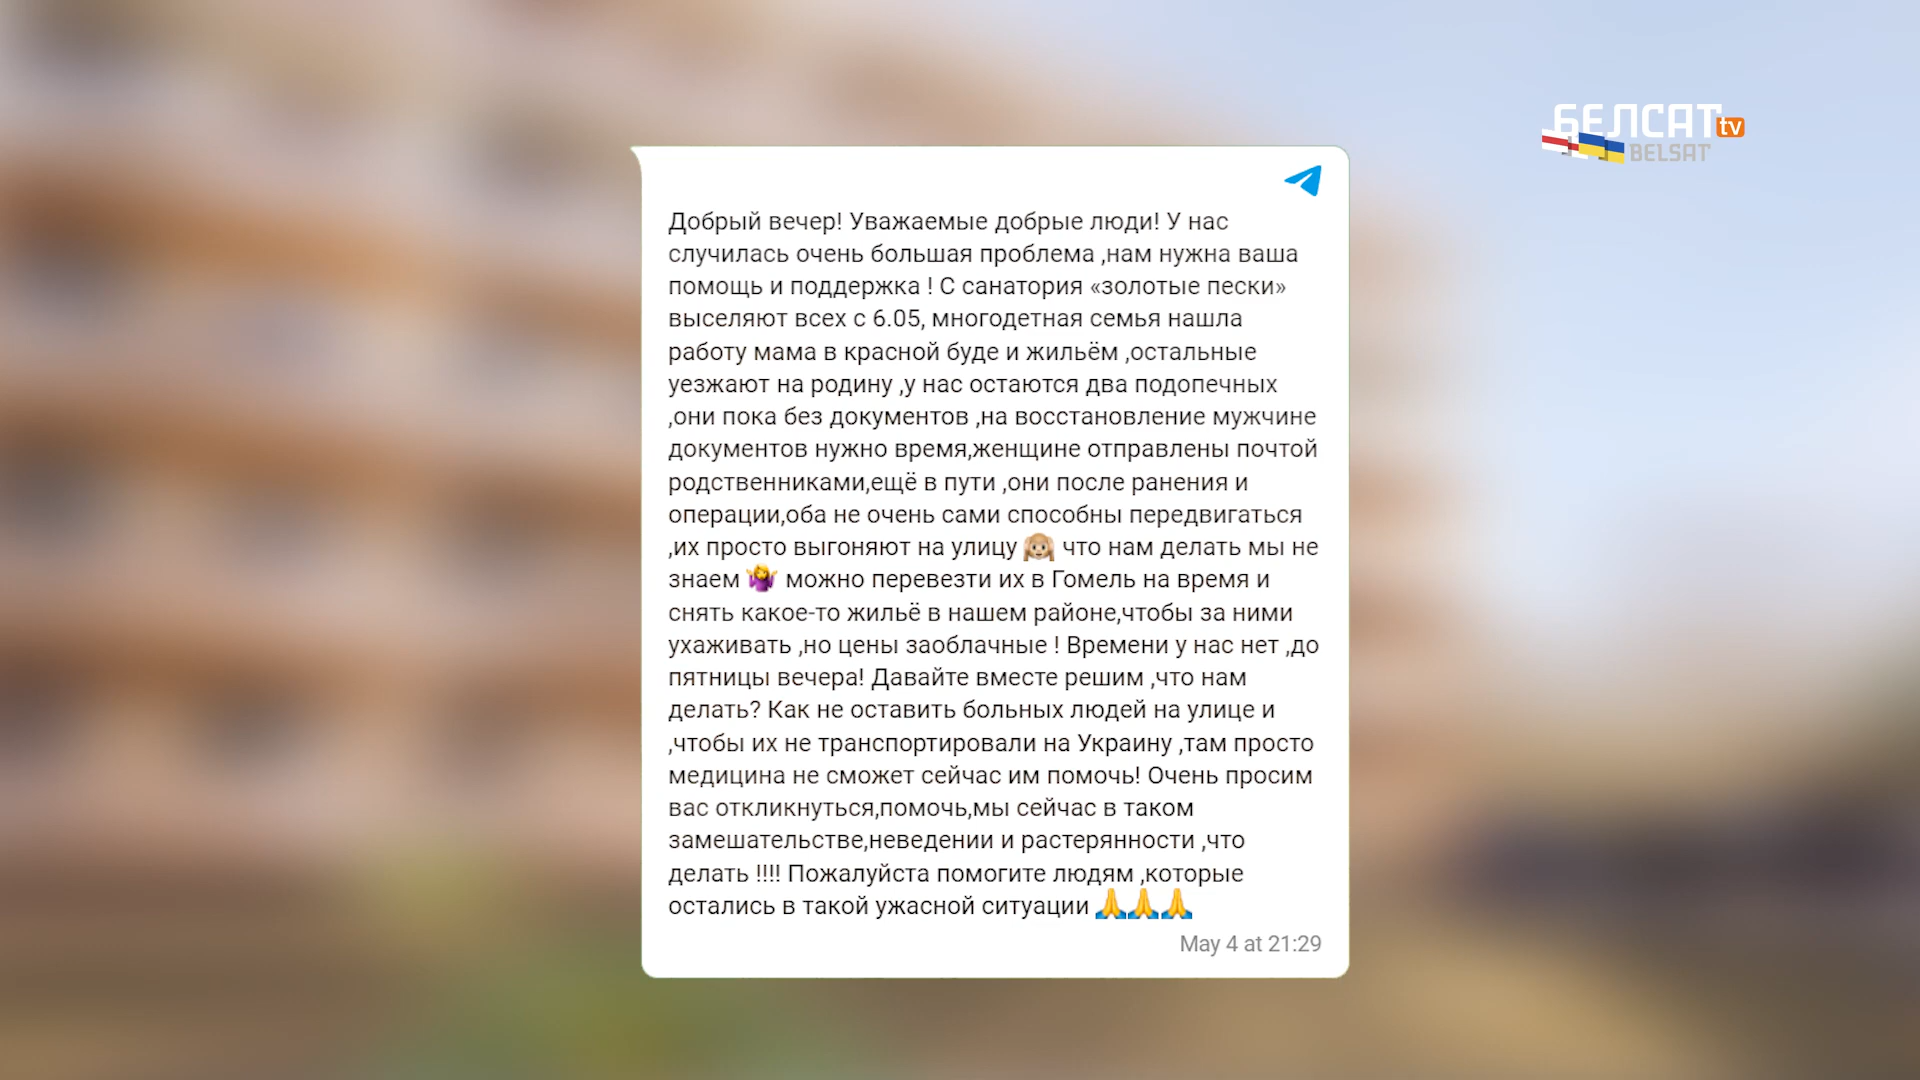 БЕЛСАТ tv
BELSAT
Добрый вечер! Уважаемые добрые люди! У нас
случилась очень большая проблема ,нам нужна ваша
помощь и поддержка ! С санатория «золотые пески»
выселяют всех с 6.05, многодетная семья нашла
работу мама в красной буде и жильём ,остальные
уезжают на родину ,у нас остаются два подопечных
,они пока без документов ,на восстановление мужчине
документов нужно время,женщине отправлены почтой
родственниками,ещё в пути ,они после ранения и
операции,оба не очень сами способны передвигаться
,их просто выгоняют на улицу 🙉 что нам делать мы не
знаем 🤷‍♀️ можно перевезти их в Гомель на время и
снять какое-то жильё в нашем районе,чтобы за ними
ухаживать ,но цены заоблачные ! Времени у нас нет ,до
пятницы вечера! Давайте вместе решим ,что нам
делать? Как не оставить больных людей на улице и
,чтобы их не транспортировали на Украину ,там просто
медицина не сможет сейчас им помочь! Очень просим
вас откликнуться,помочь,мы сейчас в таком
замешательстве,неведении и растерянности ,что
делать !!!! Пожалуйста помогите людям ,которые
остались в такой ужасной ситуации 🙏🙏🙏
May 4 at 21:29